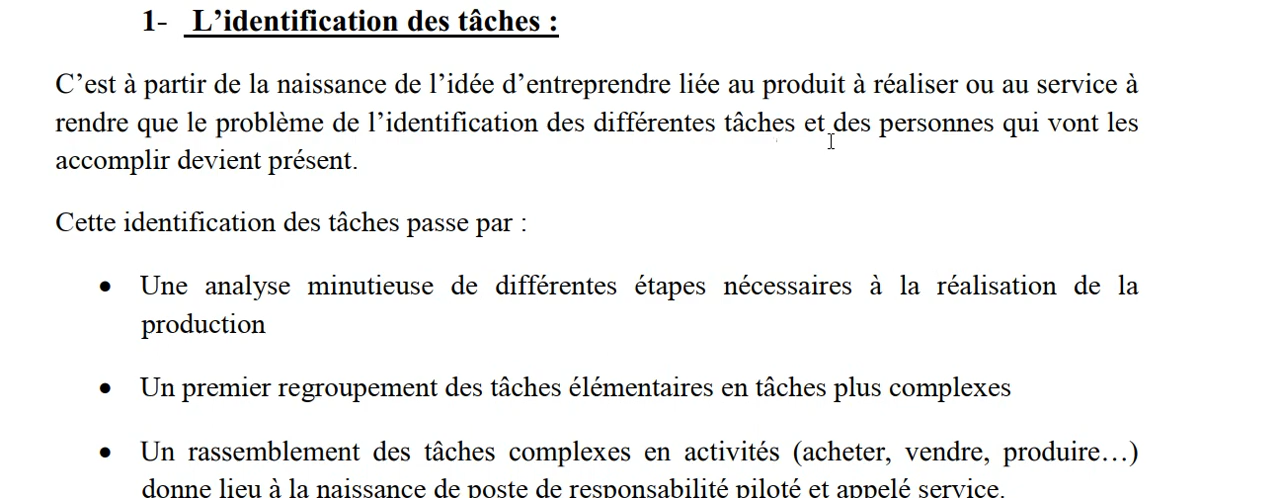 1- L’identification des tâches :
C’est à partir de la naissance de l’idée d’entreprendre liée au produit à réaliser ou au service à
rendre que le problème de l’identification des différentes tâches et des personnes qui vont les
accomplir devient présent.
Cette identification des tâches passe par :
• Une analyse minutieuse de différentes étapes nécessaires à la réalisation de la
production
• Un premier regroupement des tâches élémentaires en tâches plus complexes
• Un rassemblement des tâches complexes en activités (acheter, vendre, produire…)
donne lieu à la naissance de poste de responsabilité piloté et appelé service.